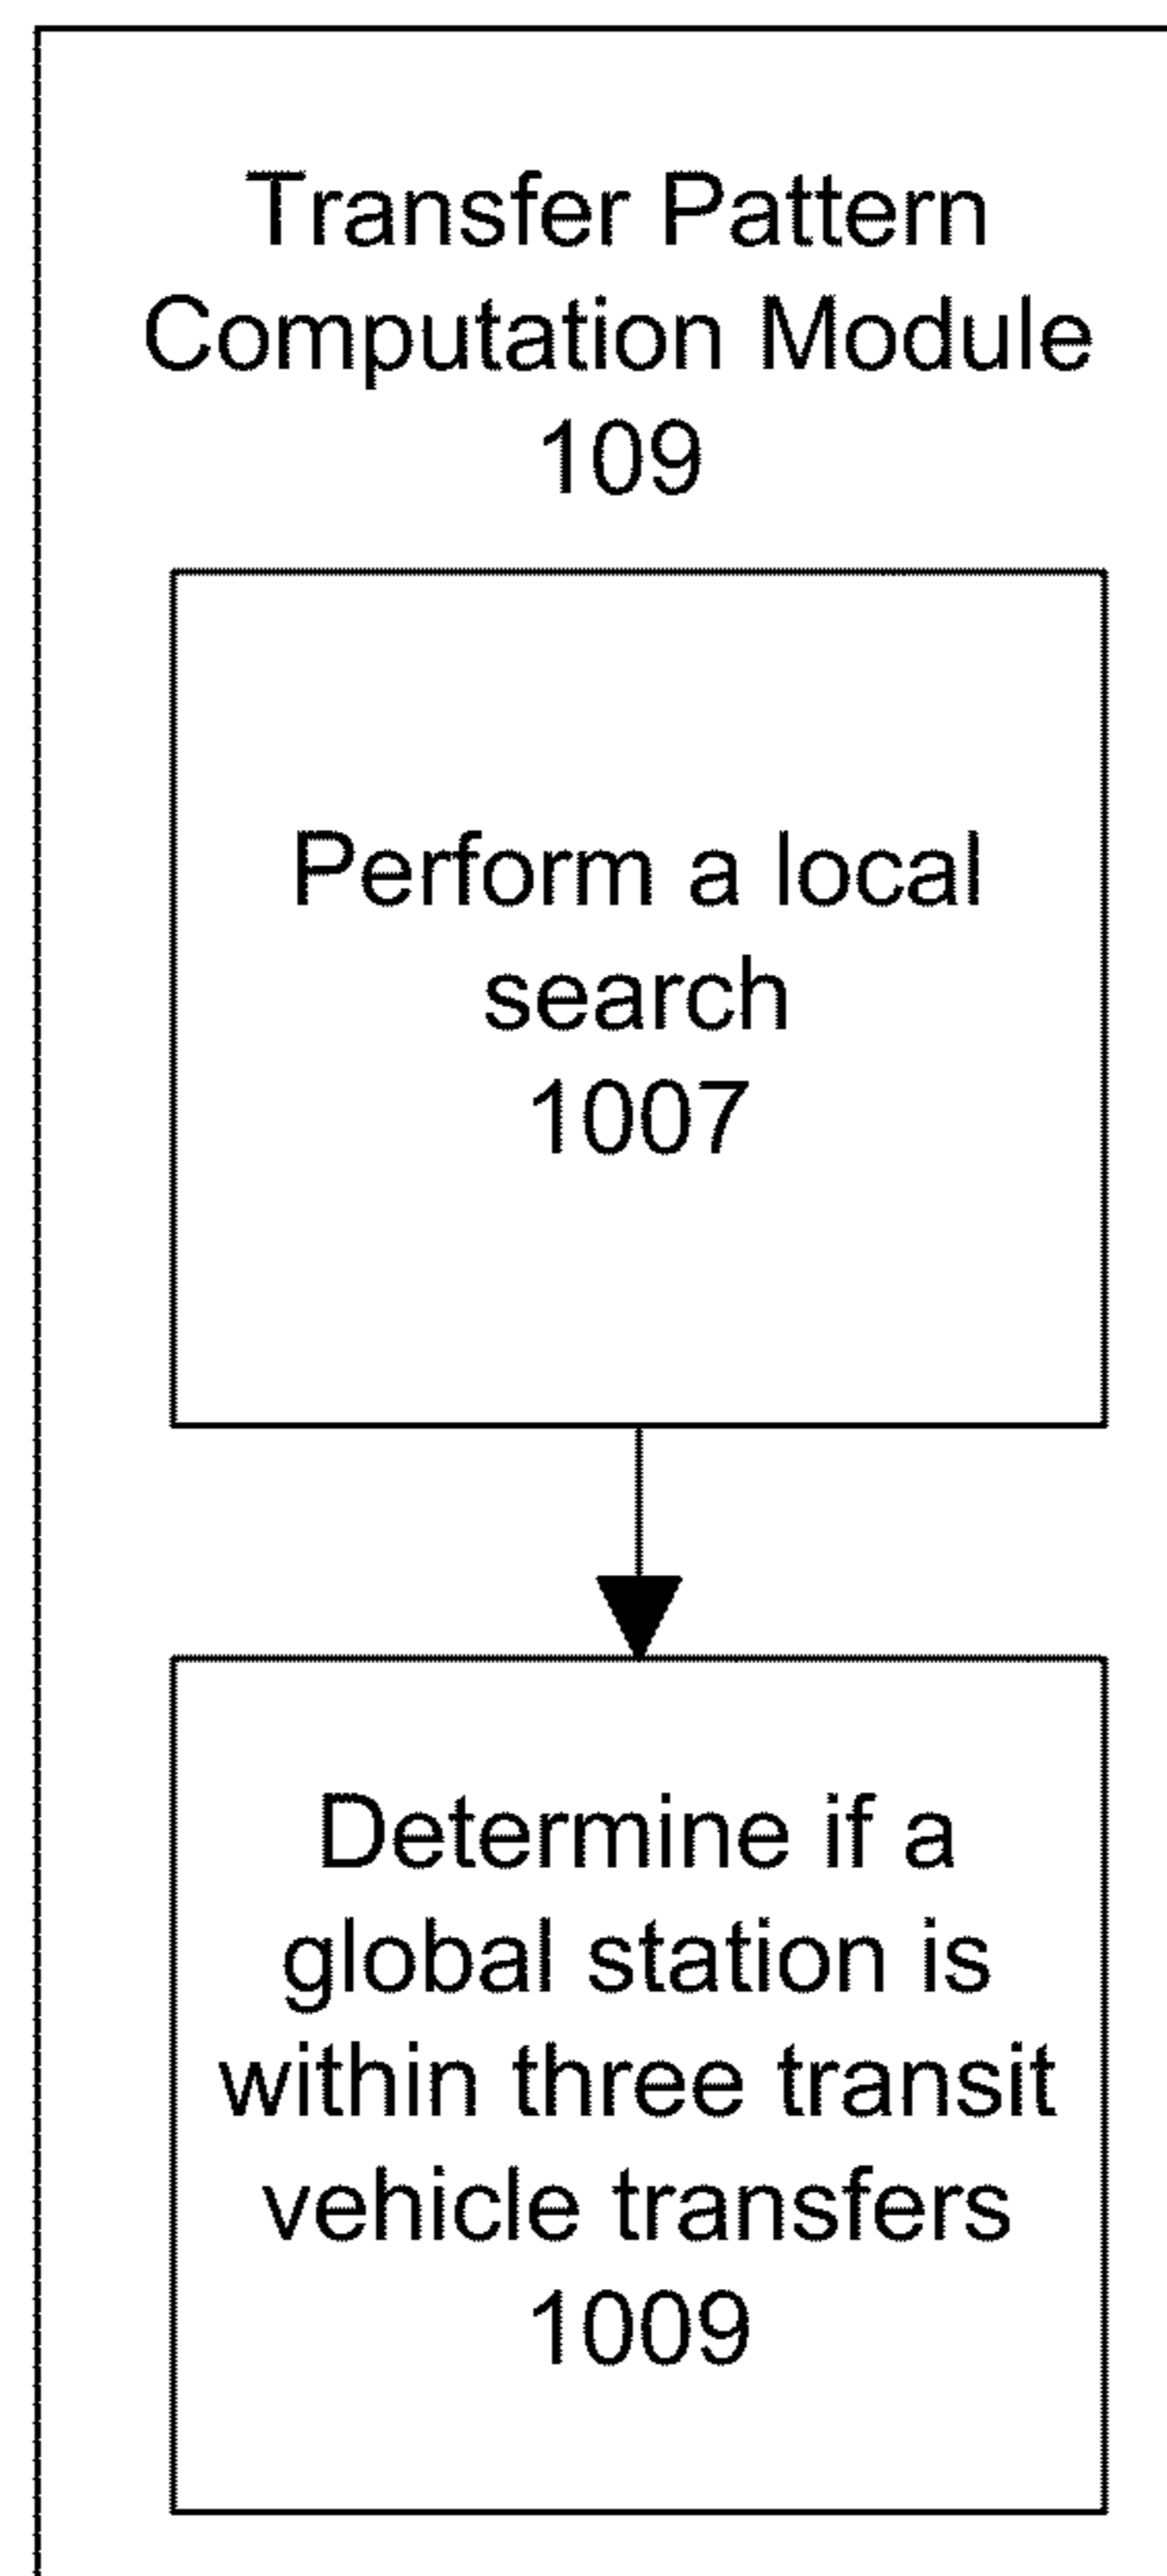 Transfer Pattern
Computation Module
109
Perform a local
search
1007
Determine if a
global station is
within three transit
vehicle transfers
1009